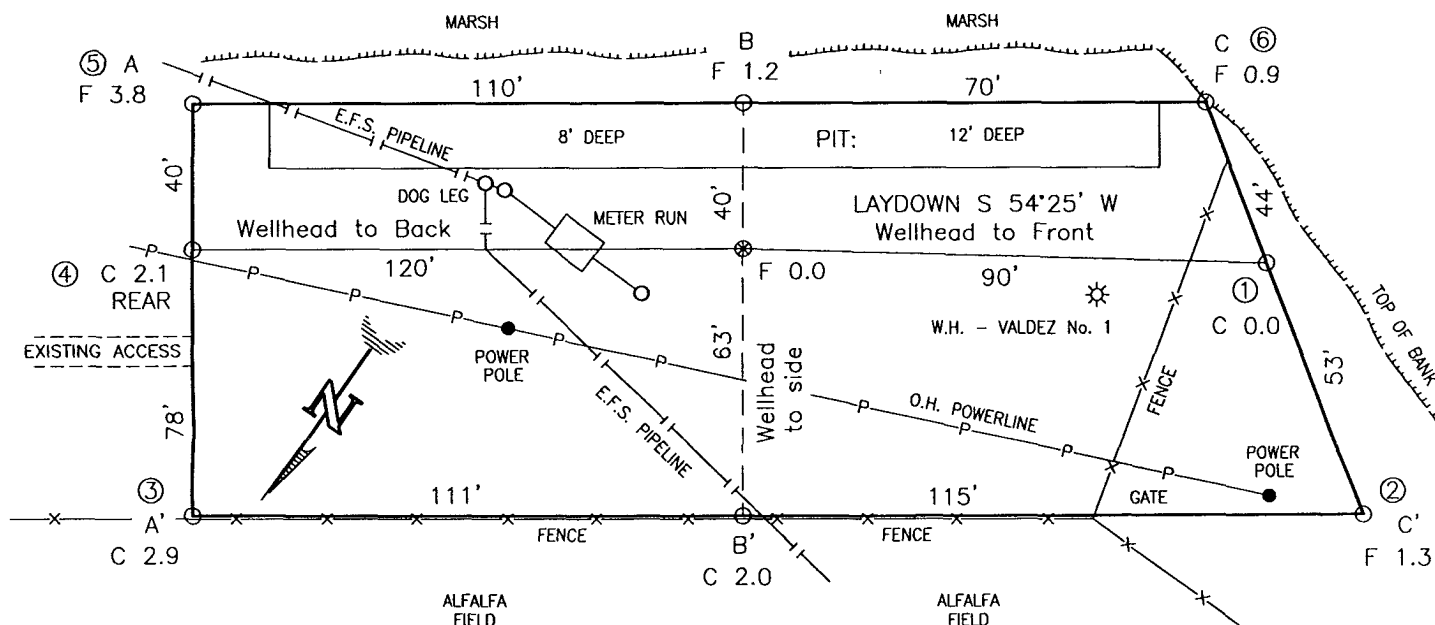 MARSH
MARSH
⑤ A
F 3.8
B
F 1.2
C ⑥
F 0.9
110'
70'
E.F.S. PIPELINE
8' DEEP
PIT:
12' DEEP
40'
DOG LEG
METER RUN
40'
LAYDOWN S 54°25' W
44'
Wellhead to Back
Wellhead to Front
120'
F 0.0
90'
①
C 0.0
④ C 2.1
REAR
W.H. - VALDEZ No. 1
TOP OF BANK
EXISTING ACCESS
POWER
POLE
63'
Wellhead
to side
FENCE
53'
N
78'
E.F.S. PIPELINE
O.H. POWERLINE
POWER
POLE
③
A'
C 2.9
111'
115'
GATE
②
C'
F 1.3
FENCE
B'
C 2.0
FENCE
ALFALFA
FIELD
ALFALFA
FIELD
P P P P P P P P P P
X X X X X X X X X X X X X X X X X